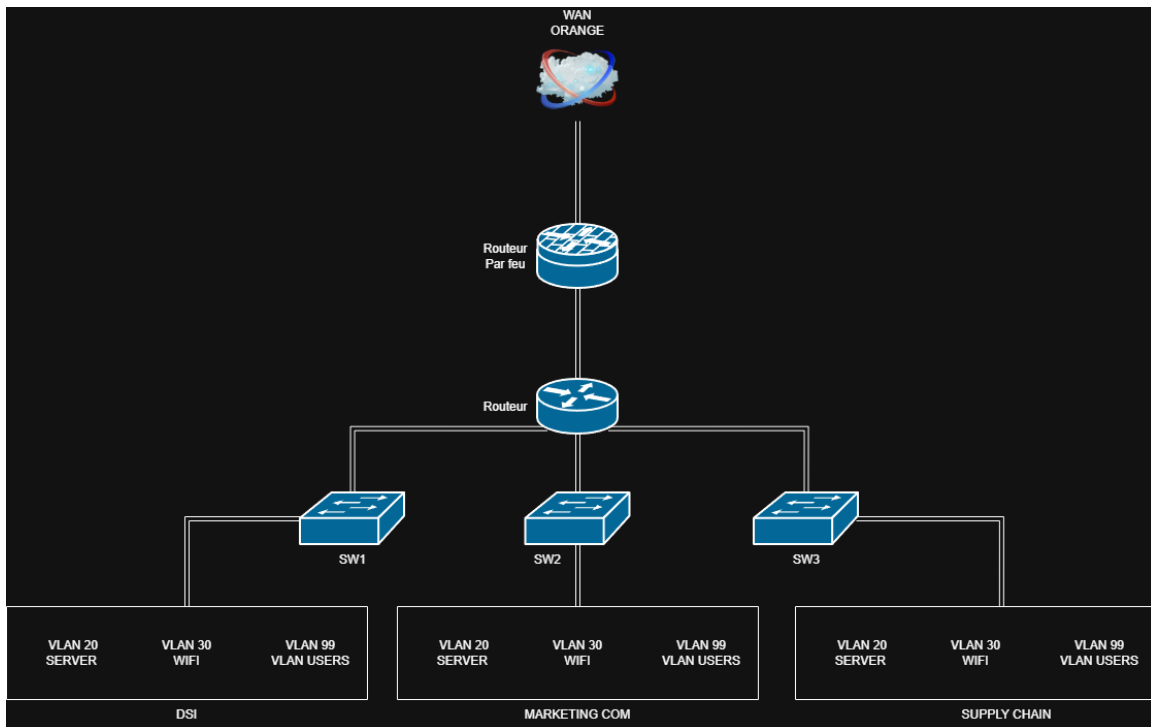 WAN
ORANGE
Routeur
Par feu
Routeur
SW1
SW2
SW3
VLAN 20
SERVER
VLAN 30
WIFI
VLAN 99
VLAN USERS
VLAN 20
SERVER
VLAN 30
WIFI
VLAN 99
VLAN USERS
VLAN 20
SERVER
VLAN 30
WIFI
VLAN 99
VLAN USERS
DSI
MARKETING COM
SUPPLY CHAIN